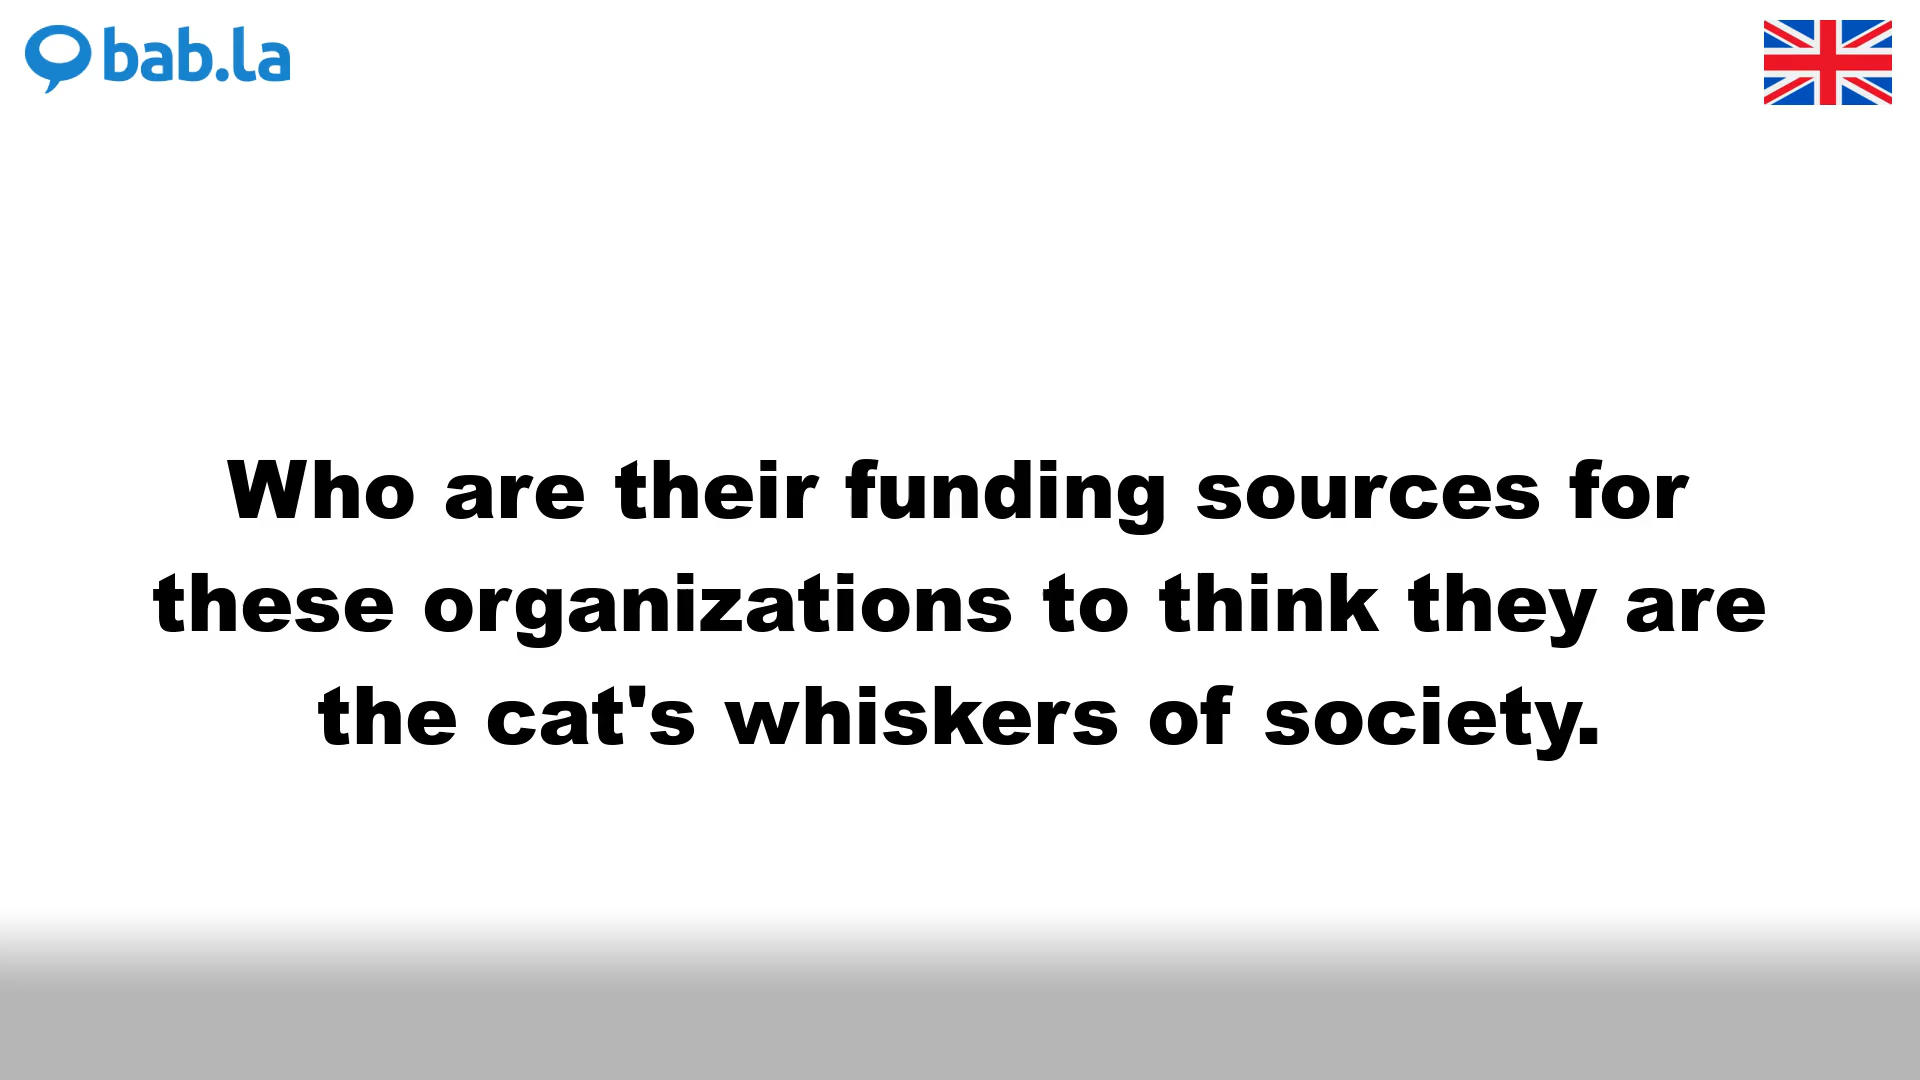 bab.la
Who are their funding sources for
these organizations to think they are
the cat's whiskers of society.